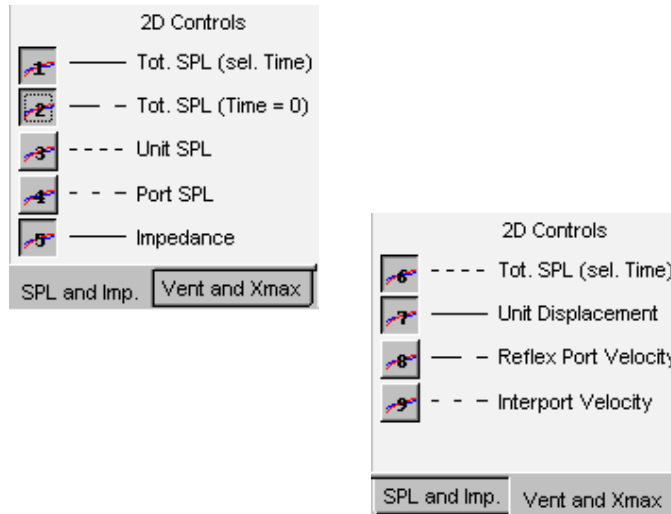 2D Controls
1 Tot. SPL (sel. Time)
2 Tot. SPL (Time = 0)
3 Unit SPL
4 Port SPL
5 Impedance
SPL and Imp. Vent and Xmax
2D Controls
6 Tot. SPL (sel. Time)
7 Unit Displacement
8 Reflex Port Velocity
9 Interport Velocity
SPL and Imp. Vent and Xmax